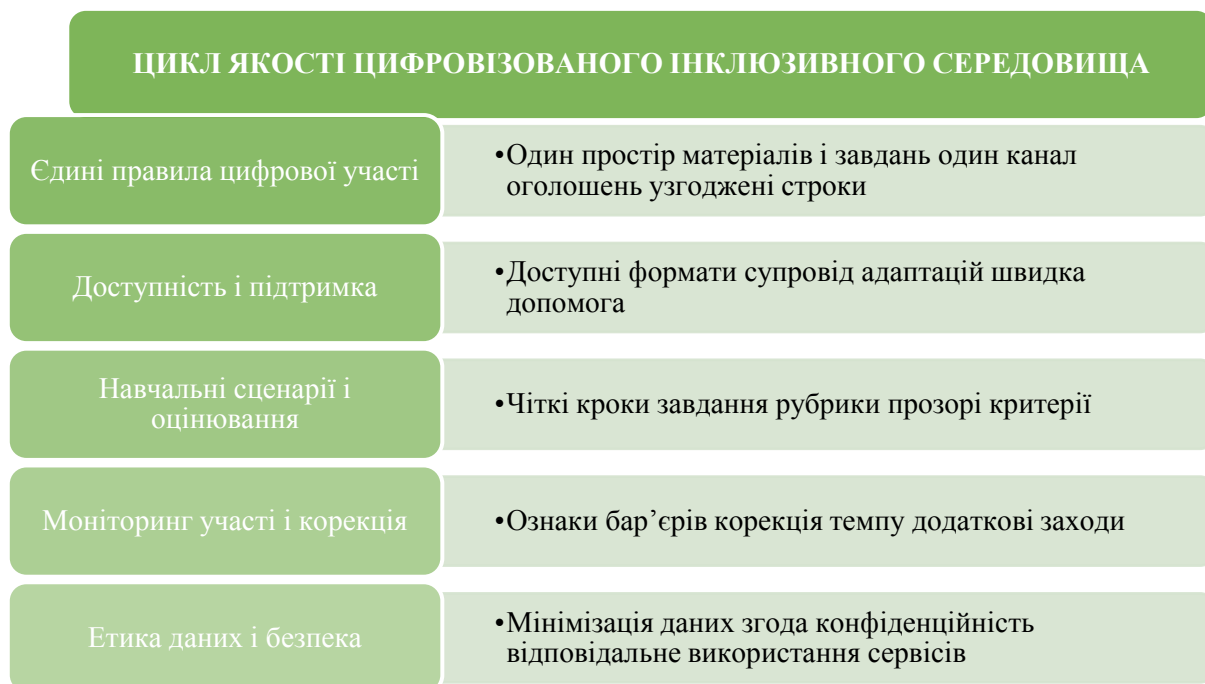 ЦИКЛ ЯКОСТІ ЦИФРОВІЗОВАНОГО ІНКЛЮЗИВНОГО СЕРЕДОВИЩА
Єдині правила цифрової участі
•Один простір матеріалів і завдань один канал
оголошень узгоджені строки
Доступність і підтримка
•Доступні формати супровід адаптацій швидка
допомога
Навчальні сценарії і
оцінювання
•Чіткі кроки завдання рубрики прозорі критерії
Моніторинг участі і корекція
•Ознаки бар’єрів корекція темпу додаткові заходи
Етика даних і безпека
•Мінімізація даних згода конфіденційність
відповідальне використання сервісів